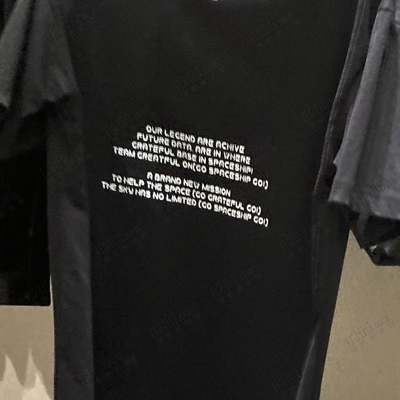 OUR LEGEND ARE ACHIVE
FUTURE DATA ARE IN WHERE
GRATEFUL BASE IN SPACESHIP!
TEAM GREATFUL ON(GO SPACESHIP GO!)
A BRAND NEW MISSION
TO HELP THE SPACE (GO GRATEFUL GO!)
THE SKY HAS NO LIMITED (GO SPACESHIP GO!)